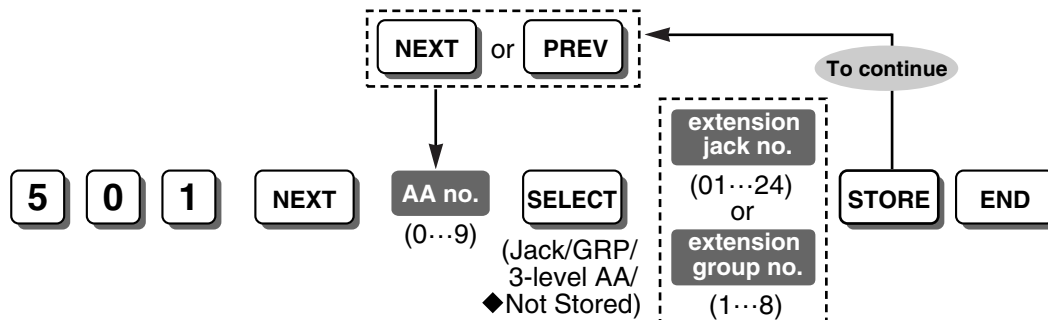 NEXT or PREV
To continue
5 0 1 NEXT AA no. (0···9) SELECT
(Jack/GRP/
3-level AA/
◆Not Stored)
extension
jack no.
(01···24)
or
extension
group no.
(1···8)
STORE END